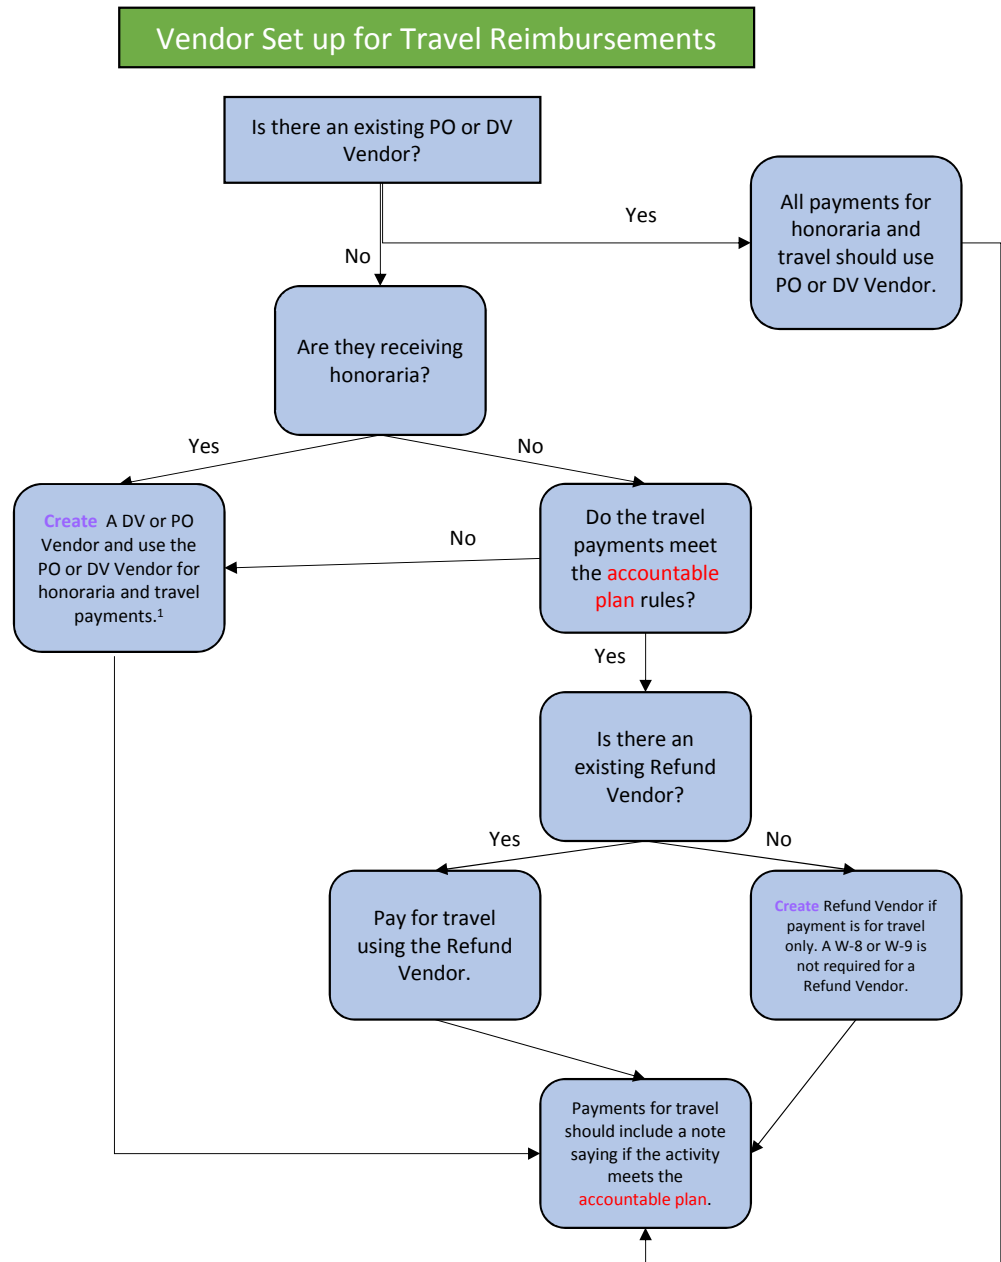 Vendor Set up for Travel Reimbursements
Is there an existing PO or DV
Vendor?
Yes
All payments for
honoraria and
travel should use
PO or DV Vendor.
No
Are they receiving
honoraria?
Yes
No
Create A DV or PO
Vendor and use the
PO or DV Vendor for
honoraria and travel
payments.¹
No
Do the travel
payments meet
the accountable
plan rules?
Yes
Is there an
existing Refund
Vendor?
Yes
No
Pay for travel
using the Refund
Vendor.
Create Refund Vendor if
payment is for travel
only. A W-8 or W-9 is
not required for a
Refund Vendor.
Payments for travel
should include a note
saying if the activity
meets the
accountable plan.